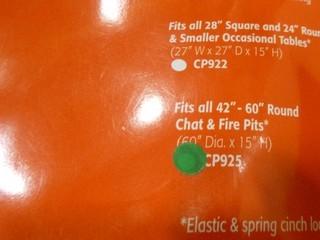 Fits all 28" Square and 24" Roun
& Smaller Occasional Tables*
(27" W x 27" D x 15" H)
CP922
Fits all 42" - 60" Round
Chat & Fire Pits*
(60" Dia. x 15" H)
CP925
*Elastic & spring cinch lo